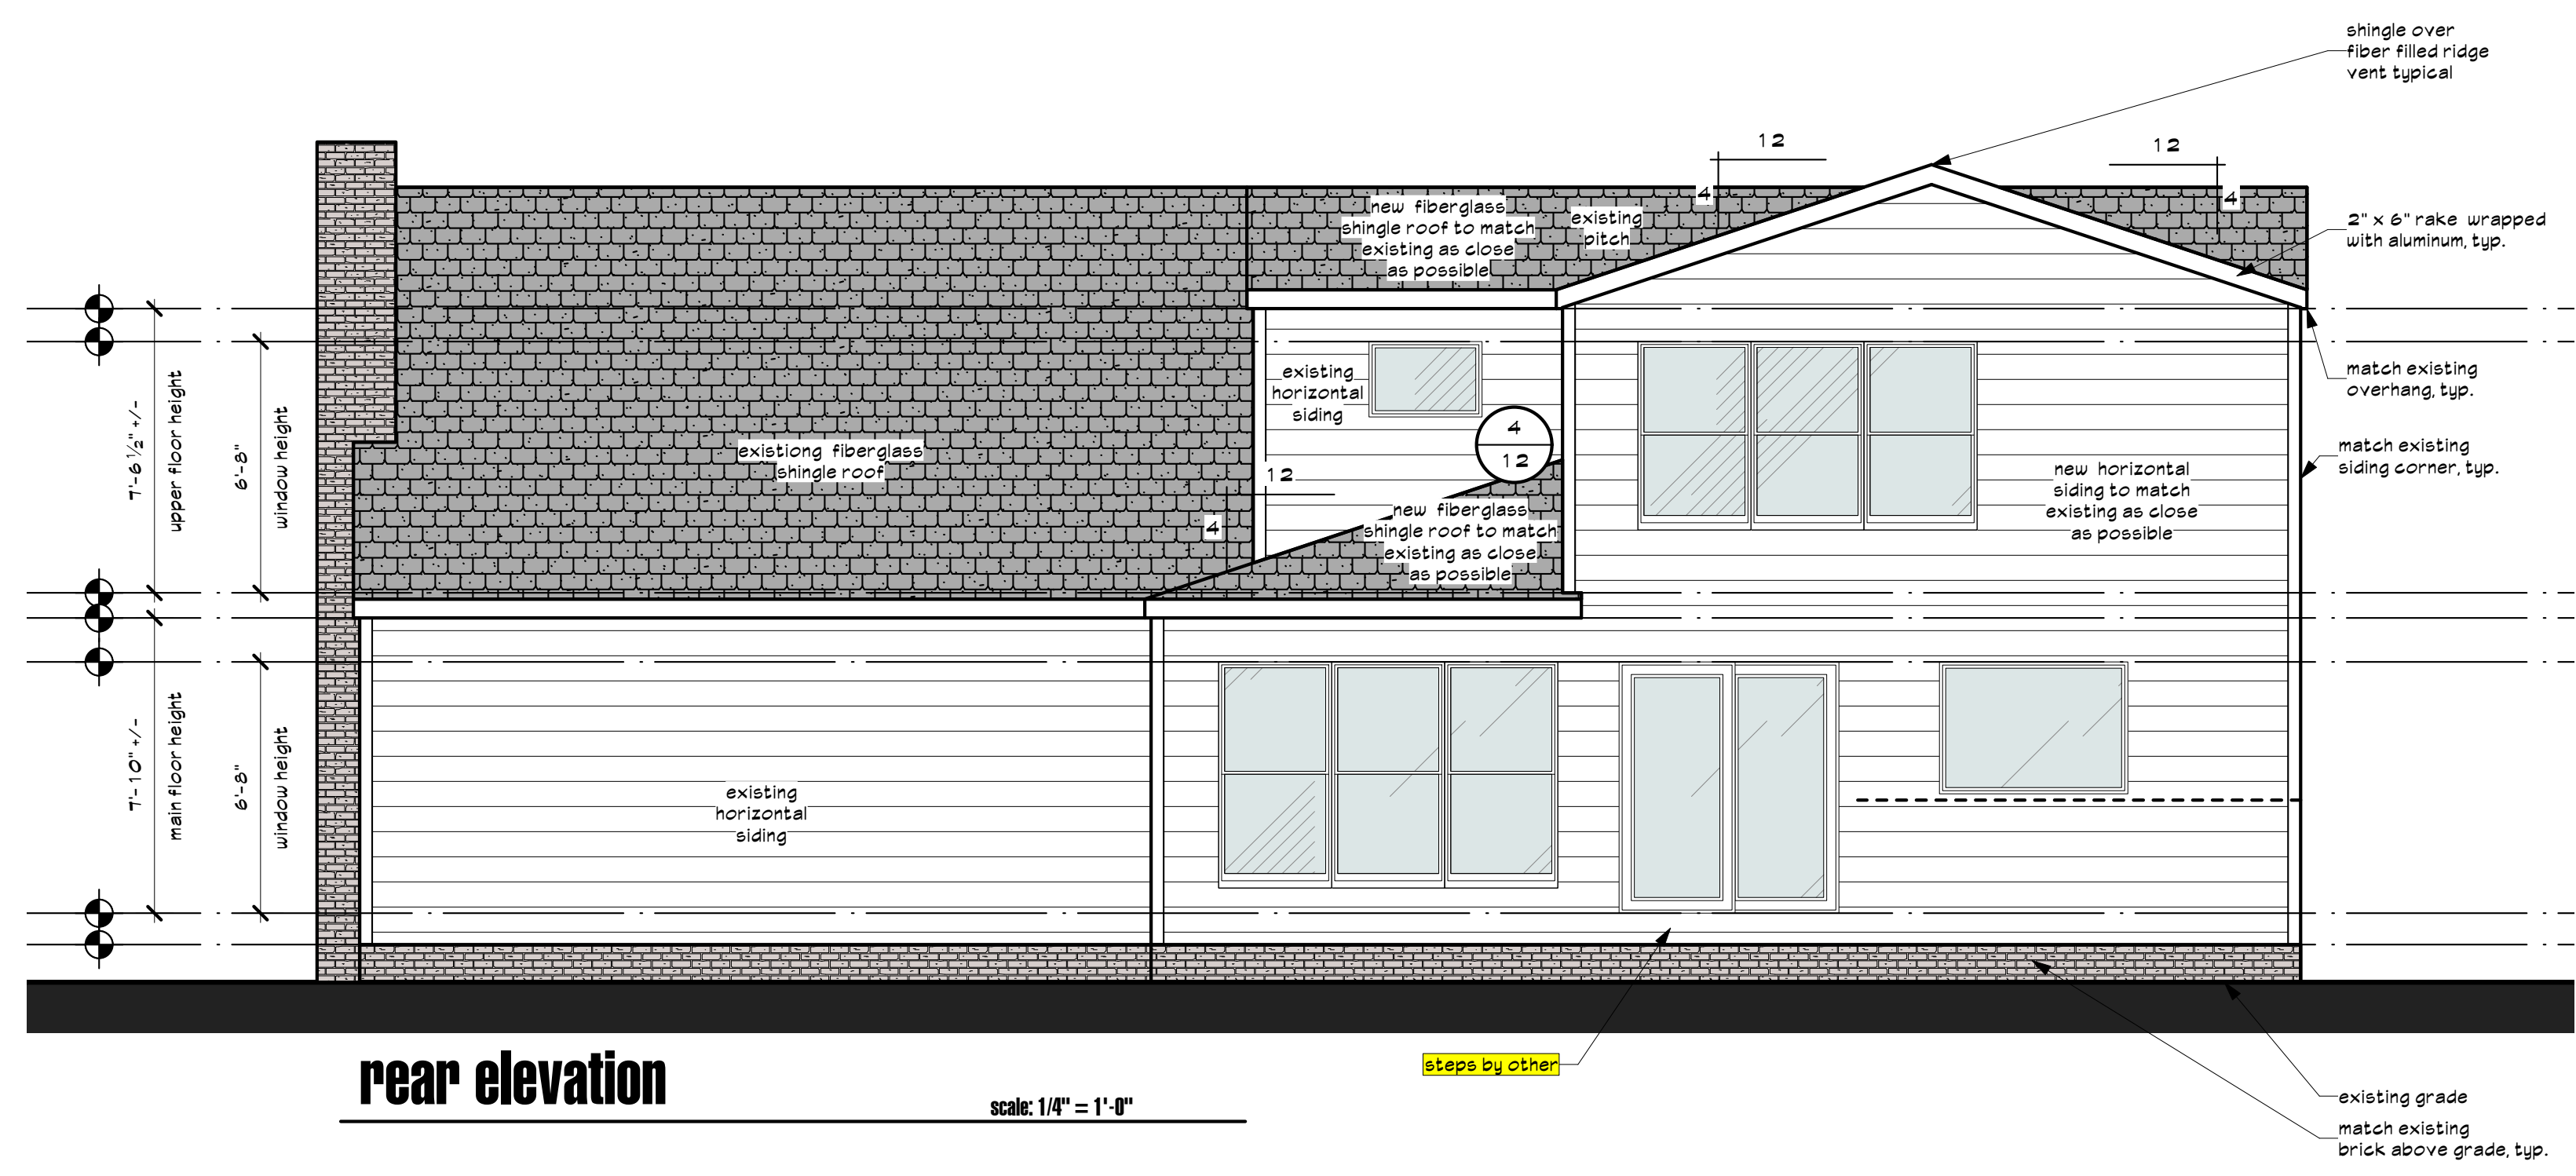 shingle over
fiber filled ridge
vent typical
12
12
4
4
new fiberglass
shingle roof to match
existing as close
as possible
existing
pitch
2" x 6" rake wrapped
with aluminum, typ.
match existing
overhang, typ.
existing
horizontal
siding
4
12
match existing
siding corner, typ.
new horizontal
siding to match
existing as close
as possible
existiong fiberglass
shingle roof
12
4
new fiberglass
shingle roof to match
existing as close
as possible
7'-6 1/2" +/-
upper floor height
6'-8"
window height
7'-10" +/-
main floor height
6'-8"
window height
existing
horizontal
siding
steps by other
rear elevation
scale: 1/4" = 1'-0"
existing grade
match existing
brick above grade, typ.